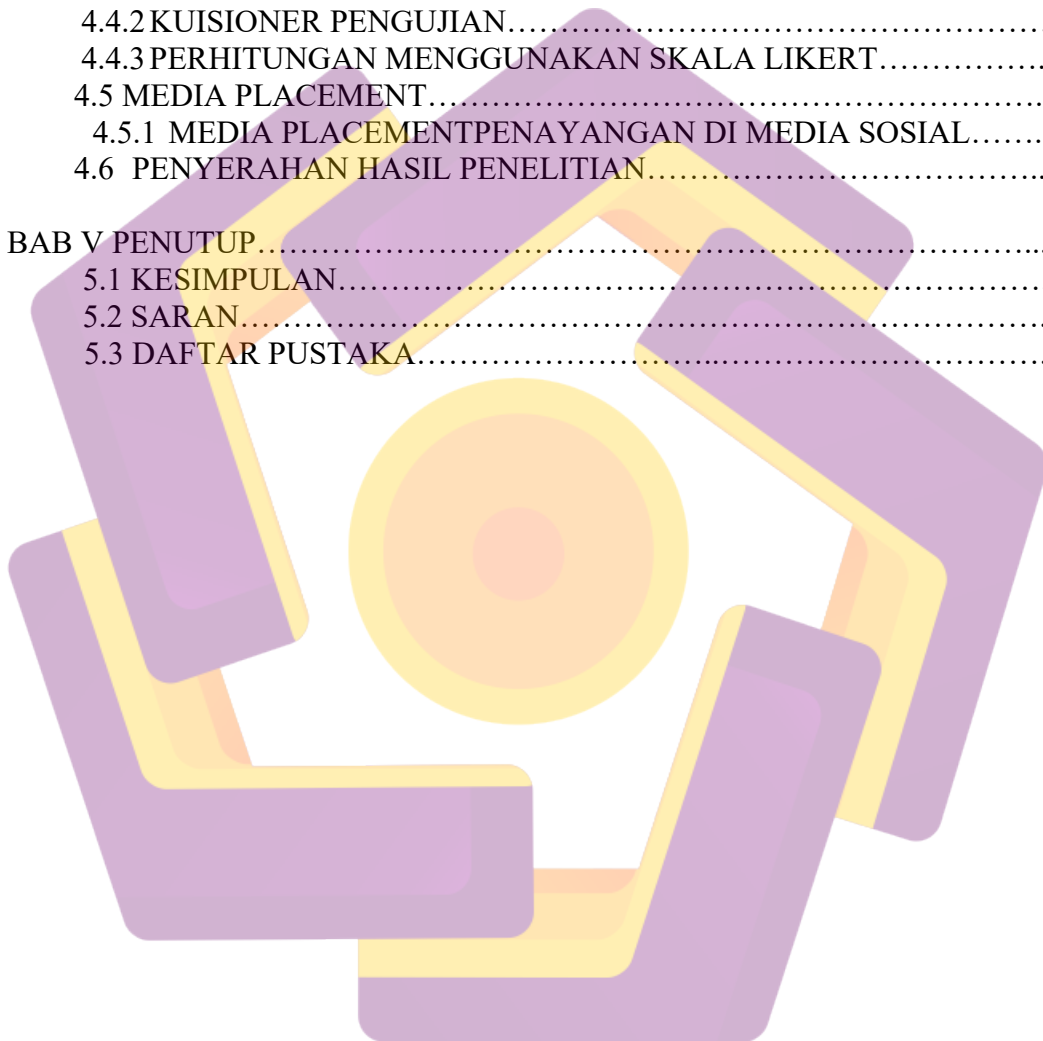 4.4.2 KUISIONER PENGUJIAN……………………………………………
4.4.3 PERHITUNGAN MENGGUNAKAN SKALA LIKERT……………..
4.5 MEDIA PLACEMENT……………………………………………………..
4.5.1 MEDIA PLACEMENTPENAYANGAN DI MEDIA SOSIAL……..
4.6 PENYERAHAN HASIL PENELITIAN…………………………………...
BAB V PENUTUP……………………………………………………………...
5.1 KESIMPULAN……………………………………………………………
5.2 SARAN……………………………………………………………………..
5.3 DAFTAR PUSTAKA……………………………………………………..